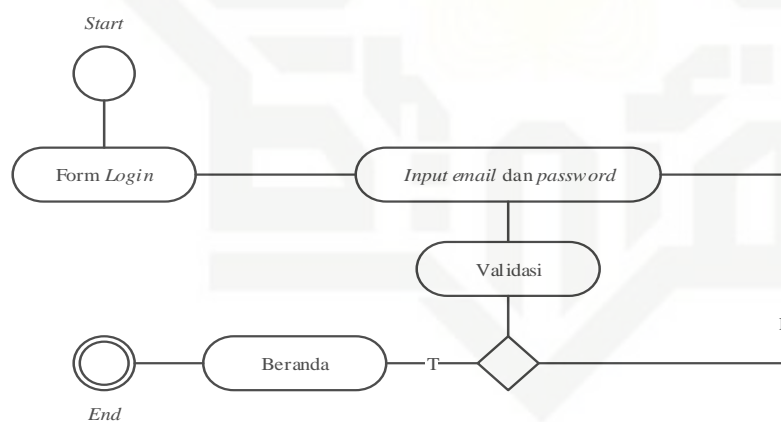 Start
Form Login
Input email dan password
Validasi
Beranda
T
End